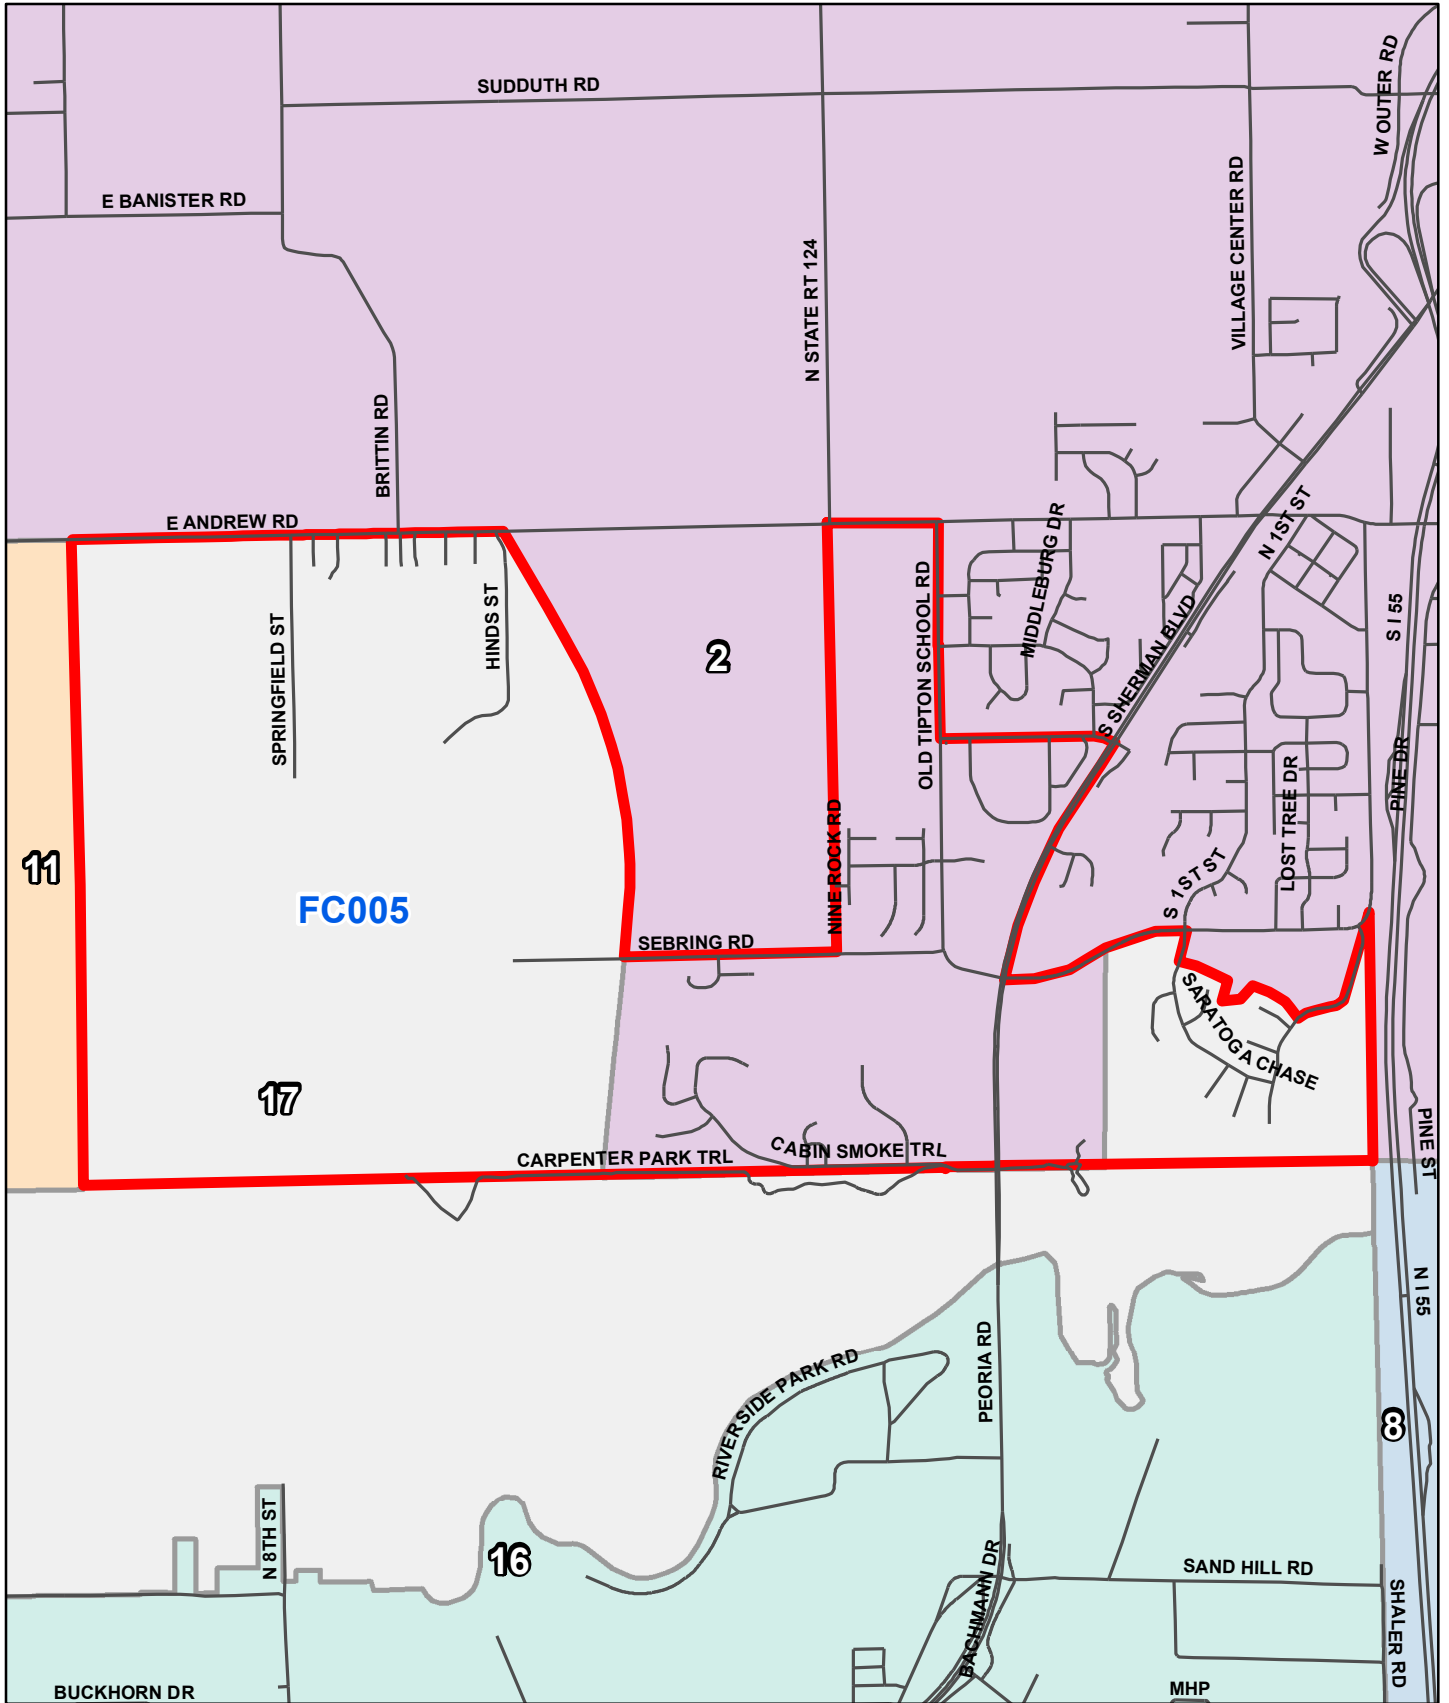 SUDDUTH RD
W OUTER RD
E BANISTER RD
VILLAGE CENTER RD
N STATE RT 124
BRITTIN RD
E ANDREW RD
N 1ST ST
MIDDLEBURG DR
OLD TIPTON SCHOOL RD
HINDS ST
SPRINGFIELD ST
2
S I 55
S SHERMAN BLVD
PINE DR
LOST TREE DR
NINE ROCK RD
11
S 1ST ST
FC005
SEBRING RD
SARATOGA CHASE
17
CARPENTER PARK TRL
CABIN SMOKE TRL
PINE ST
N I 55
PEORIA RD
RIVERSIDE PARK RD
8
N 8TH ST
16
BACHMANN DR
SAND HILL RD
SHALER RD
BUCKHORN DR
MHP